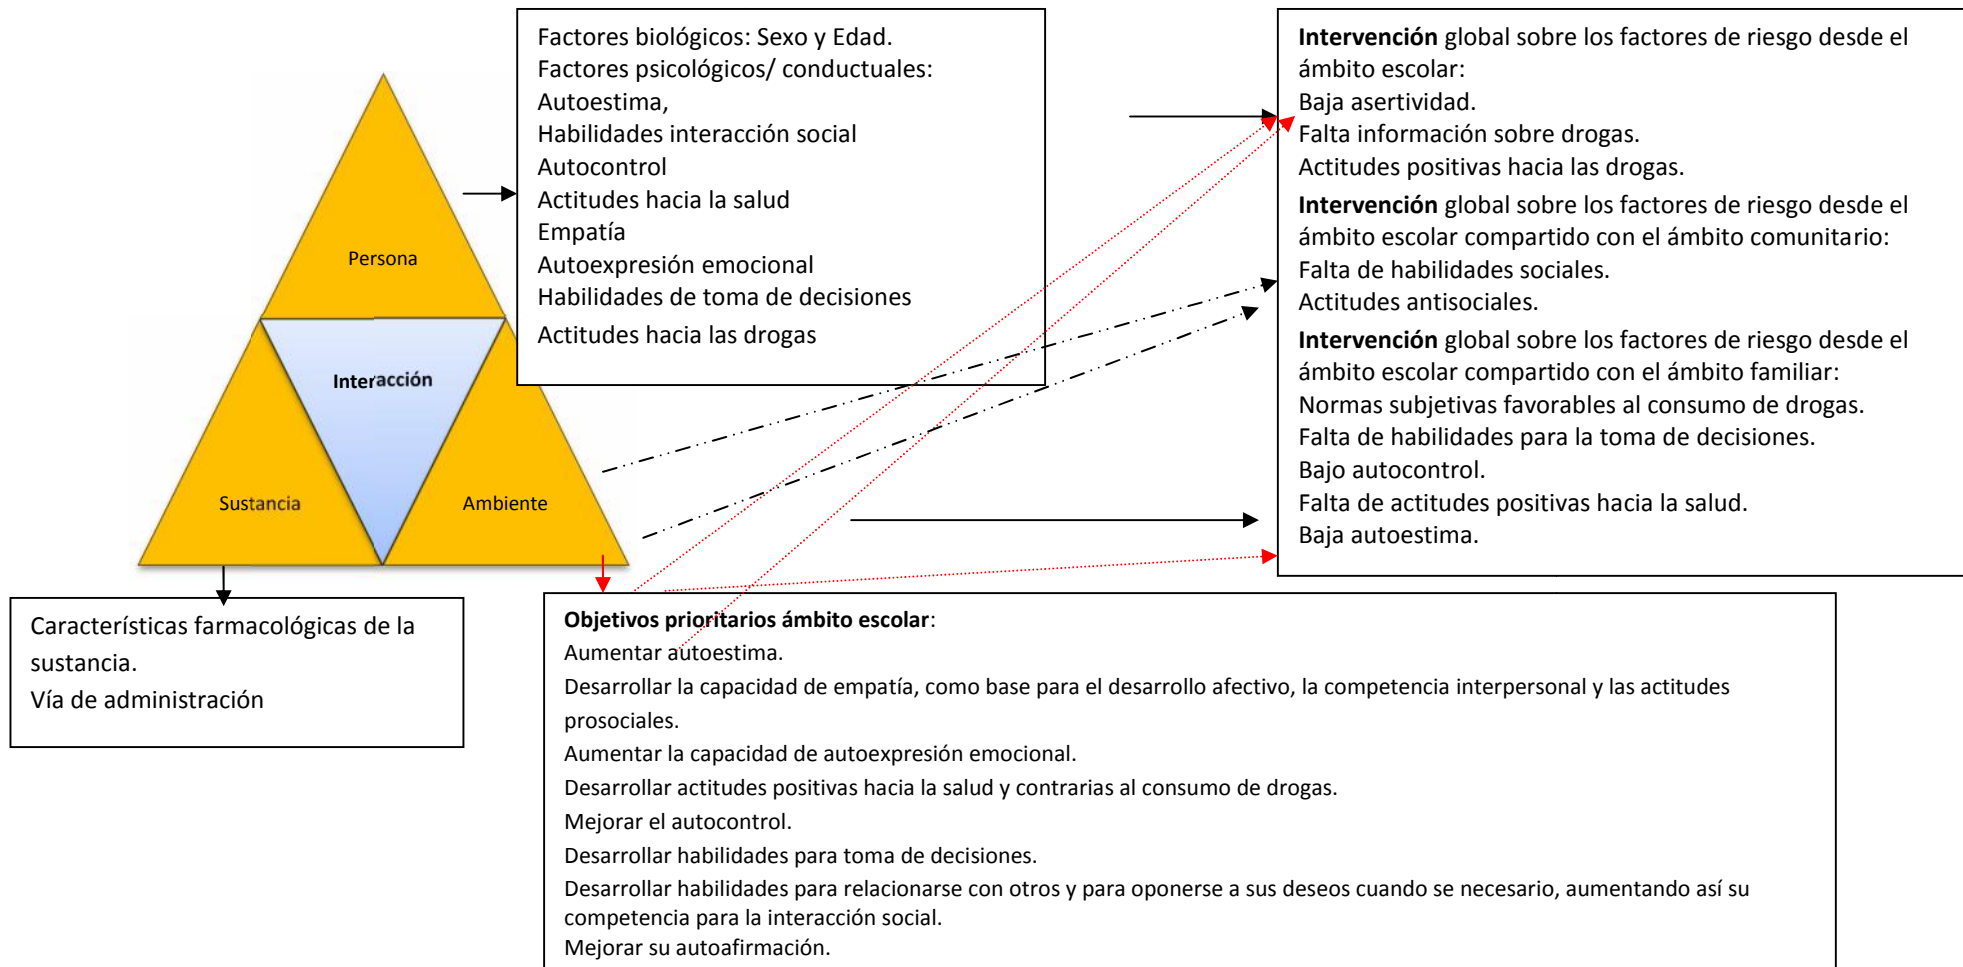 Persona
Interacción
Sustancia
Ambiente
Factores biológicos: Sexo y Edad.
Factores psicológicos/ conductuales:
Autoestima,
Habilidades interacción social
Autocontrol
Actitudes hacia la salud
Empatía
Autoexpresión emocional
Habilidades de toma de decisiones
Actitudes hacia las drogas
Intervención global sobre los factores de riesgo desde el
ámbito escolar:
Baja asertividad.
Falta información sobre drogas.
Actitudes positivas hacia las drogas.
Intervención global sobre los factores de riesgo desde el
ámbito escolar compartido con el ámbito comunitario:
Falta de habilidades sociales.
Actitudes antisociales.
Intervención global sobre los factores de riesgo desde el
ámbito escolar compartido con el ámbito familiar:
Normas subjetivas favorables al consumo de drogas.
Falta de habilidades para la toma de decisiones.
Bajo autocontrol.
Falta de actitudes positivas hacia la salud.
Baja autoestima.
Características farmacológicas de la
sustancia.
Vía de administración
Objetivos prioritarios ámbito escolar:
Aumentar autoestima.
Desarrollar la capacidad de empatía, como base para el desarrollo afectivo, la competencia interpersonal y las actitudes
prosociales.
Aumentar la capacidad de autoexpresión emocional.
Desarrollar actitudes positivas hacia la salud y contrarias al consumo de drogas.
Mejorar el autocontrol.
Desarrollar habilidades para toma de decisiones.
Desarrollar habilidades para relacionarse con otros y para oponerse a sus deseos cuando se necesario, aumentando así su
competencia para la interacción social.
Mejorar su autoafirmación.